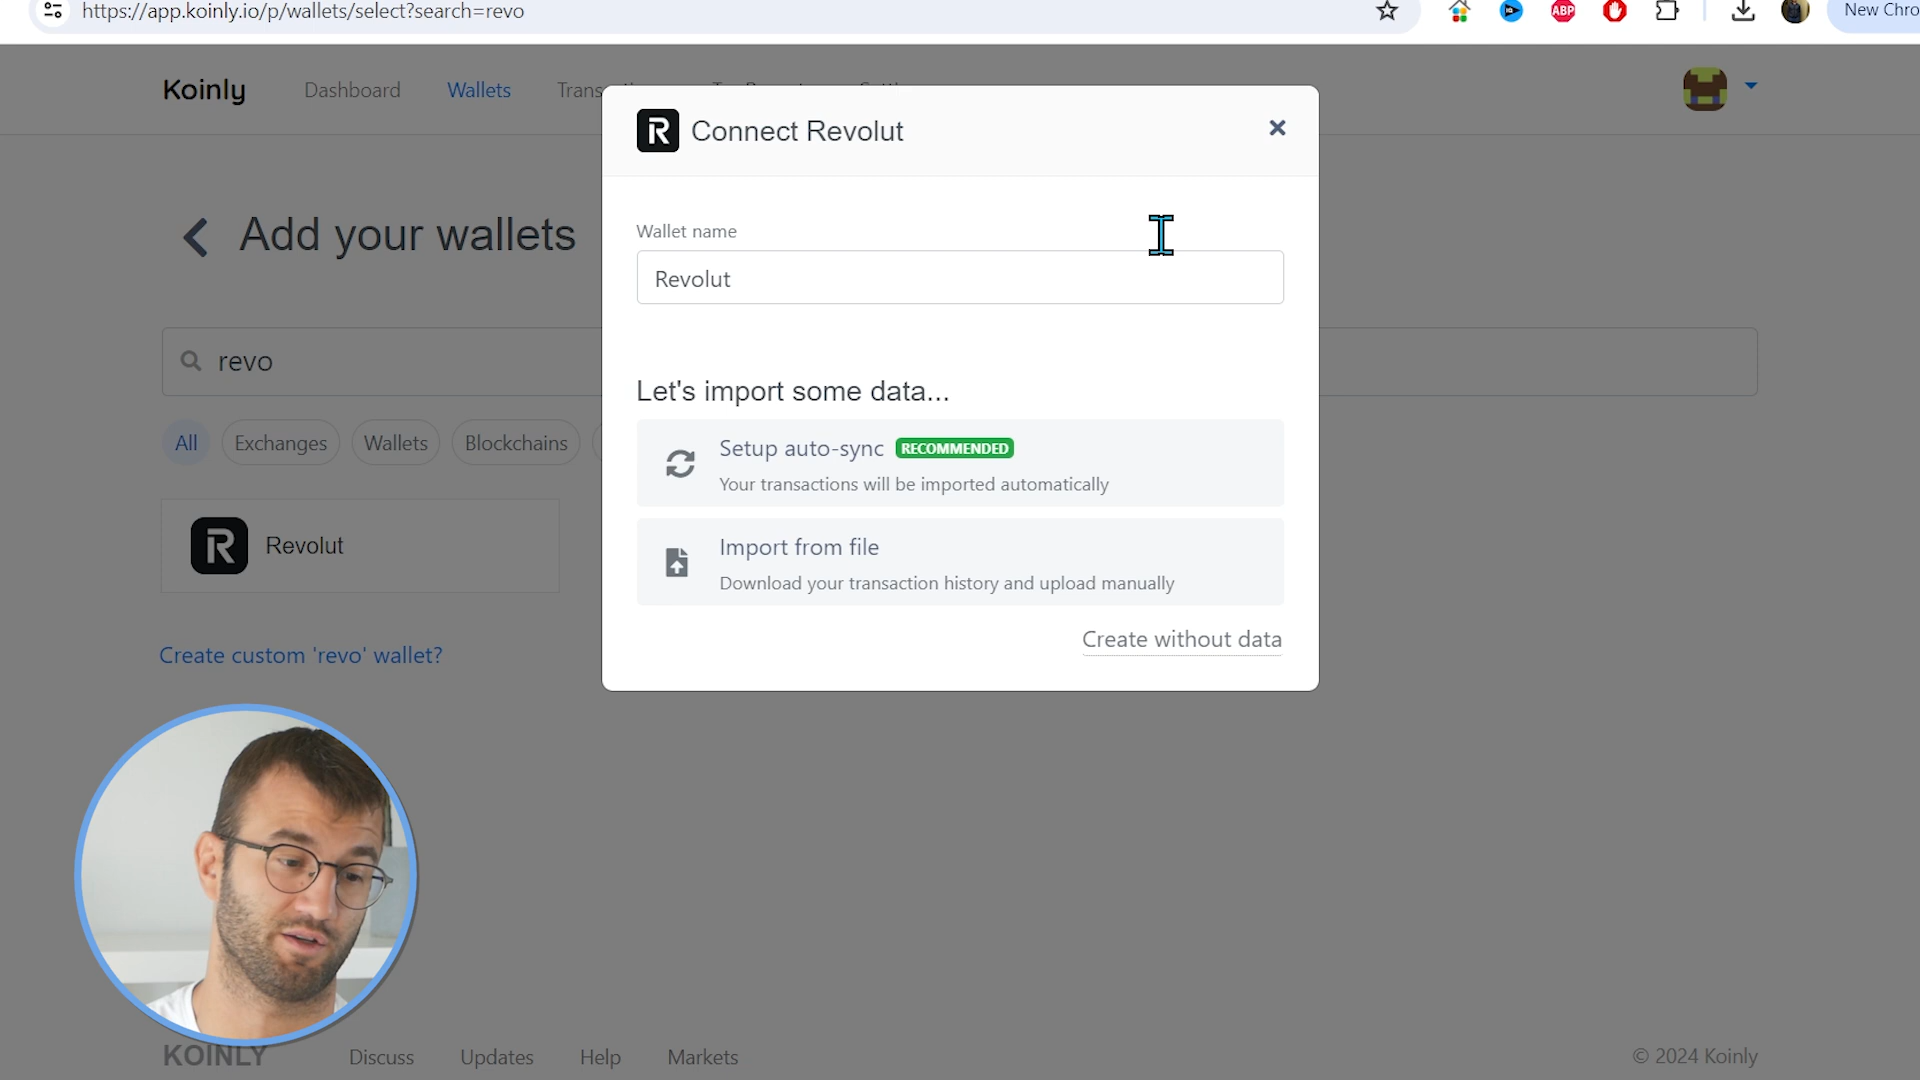 https://app.koinly.io/p/wallets/select?search=revo
ABP
New Chro
Koinly
Dashboard
Wallets
Connect Revolut
Add your wallets
Wallet name
Revolut
revo
Let's import some data...
All
Exchanges
Wallets
Blockchains
Setup auto-sync RECOMMENDED
Your transactions will be imported automatically
Revolut
Import from file
Download your transaction history and upload manually
Create without data
Create custom 'revo' wallet?
KOINLY
Discuss
Updates
Help
Markets
© 2024 Koinly